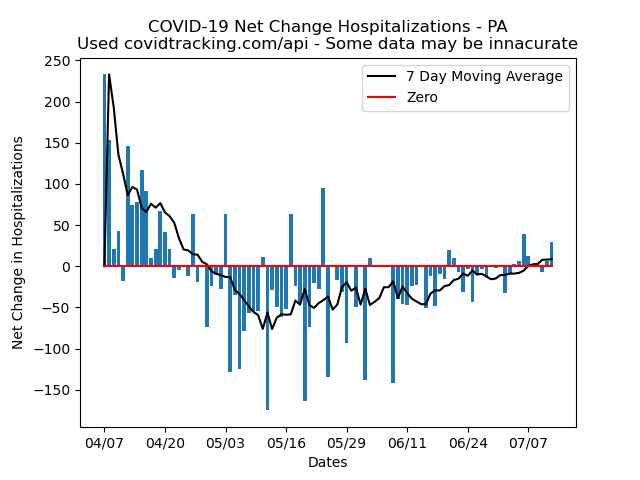 COVID-19 Net Change Hospitalizations - PA
Used covidtracking.com/api - Some data may be innacurate
7 Day Moving Average
Zero
Net Change in Hospitalizations
250
200
150
100
50
0
−50
−100
−150
04/07 04/20 05/03 05/16 05/29 06/11 06/24 07/07
Dates